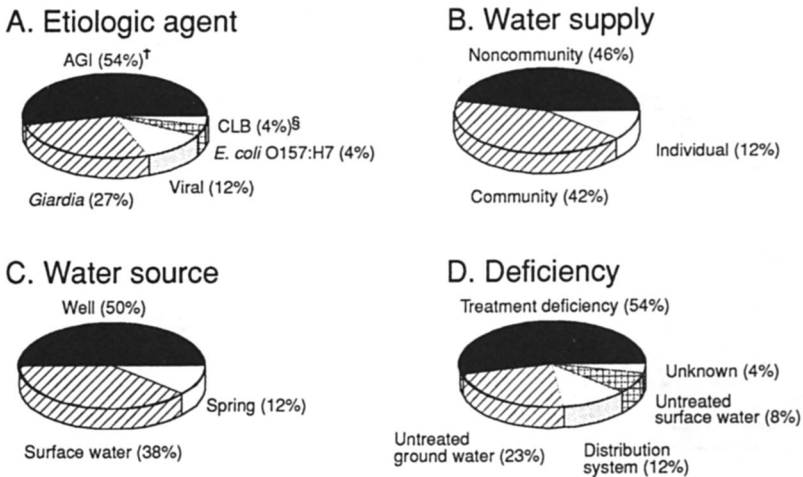 A. Etiologic agent
AGI (54%)†
CLB (4%)§
E. coli O157:H7 (4%)
Viral (12%)
Giardia (27%)
B. Water supply
Noncommunity (46%)
Individual (12%)
Community (42%)
C. Water source
Well (50%)
Spring (12%)
Surface water (38%)
D. Deficiency
Treatment deficiency (54%)
Unknown (4%)
Untreated
surface water (8%)
Distribution
system (12%)
Untreated
ground water (23%)